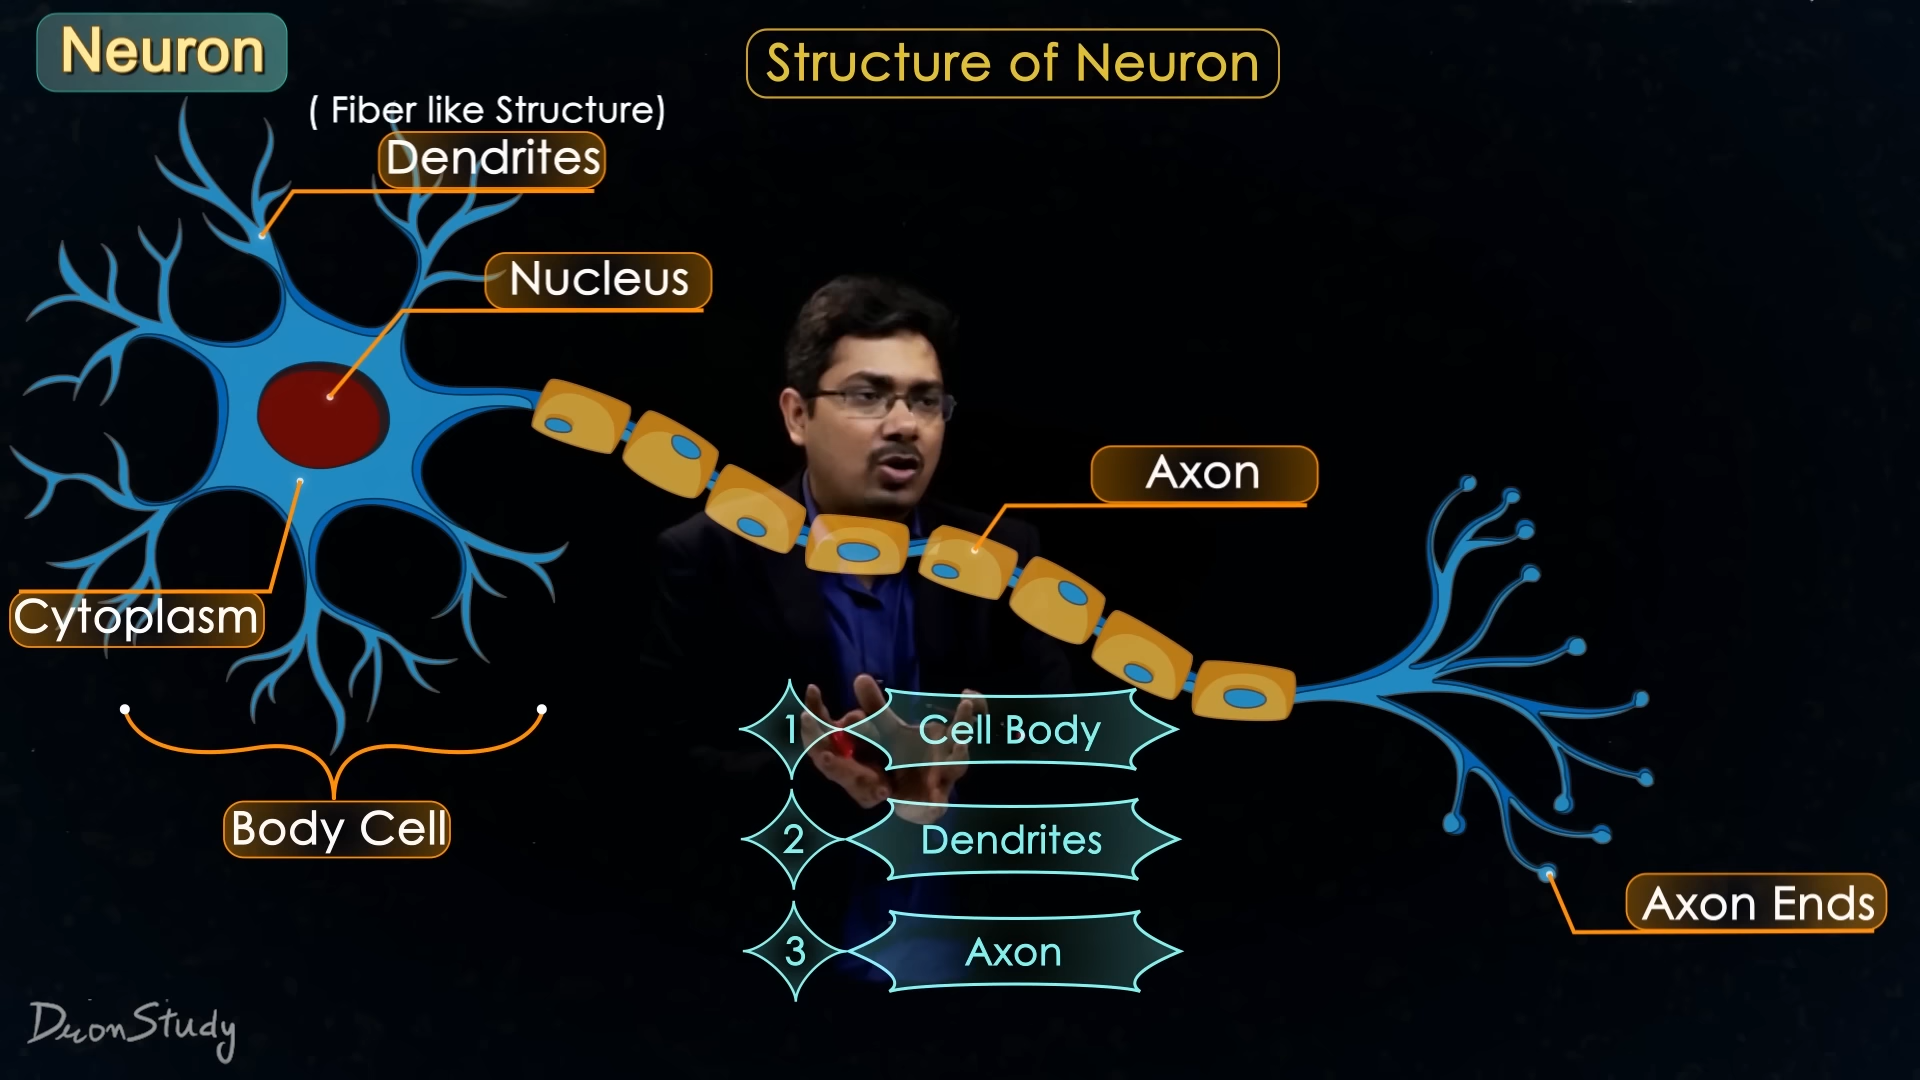 Neuron
Structure of Neuron
( Fiber like Structure)
Dendrites
Nucleus
Axon
Cytoplasm
1 Cell Body
Body Cell
2 Dendrites
Axon Ends
3 Axon
DronStudy